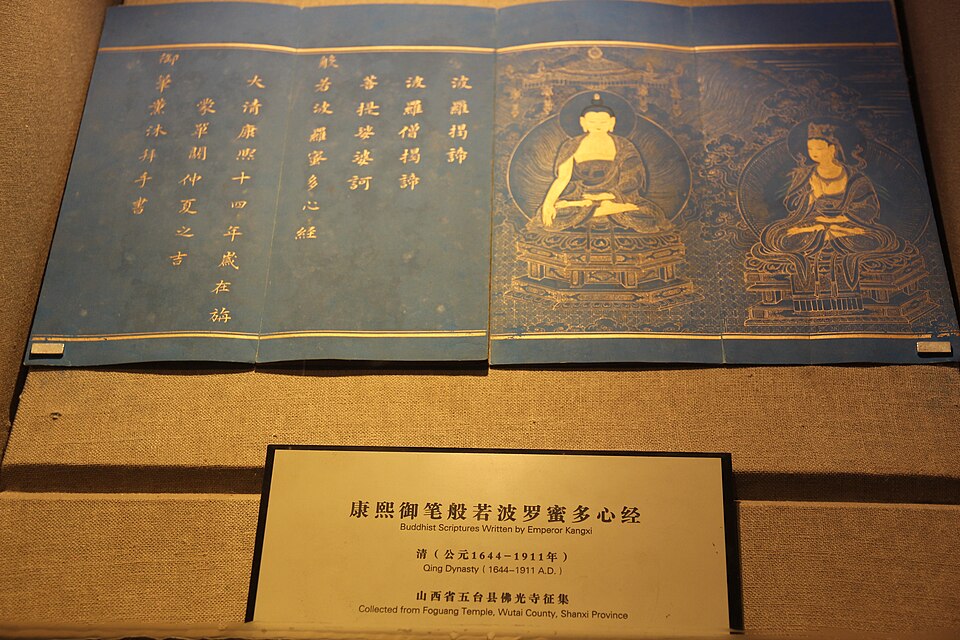 波羅揭諦
波羅僧揭諦
菩提娑婆訶
般若波羅蜜多心經
大清康熙十四年歲在旃
蒙單閼仲夏之吉
御筆薰沐拜手書
康熙御笔般若波罗蜜多心经
Buddhist Scriptures Written by Emperor Kangxi
清（公元1644—1911年）
Qing Dynasty ( 1644—1911 A.D. )
山西省五台县佛光寺征集
Collected from Foguang Temple, Wutai County, Shanxi Province